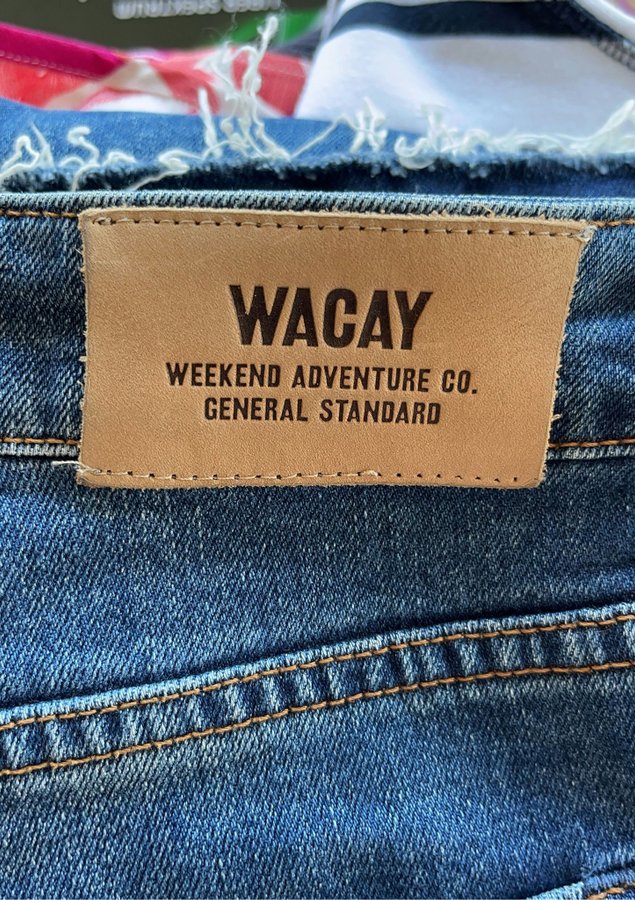 WACAY
WEEKEND ADVENTURE CO.
GENERAL STANDARD